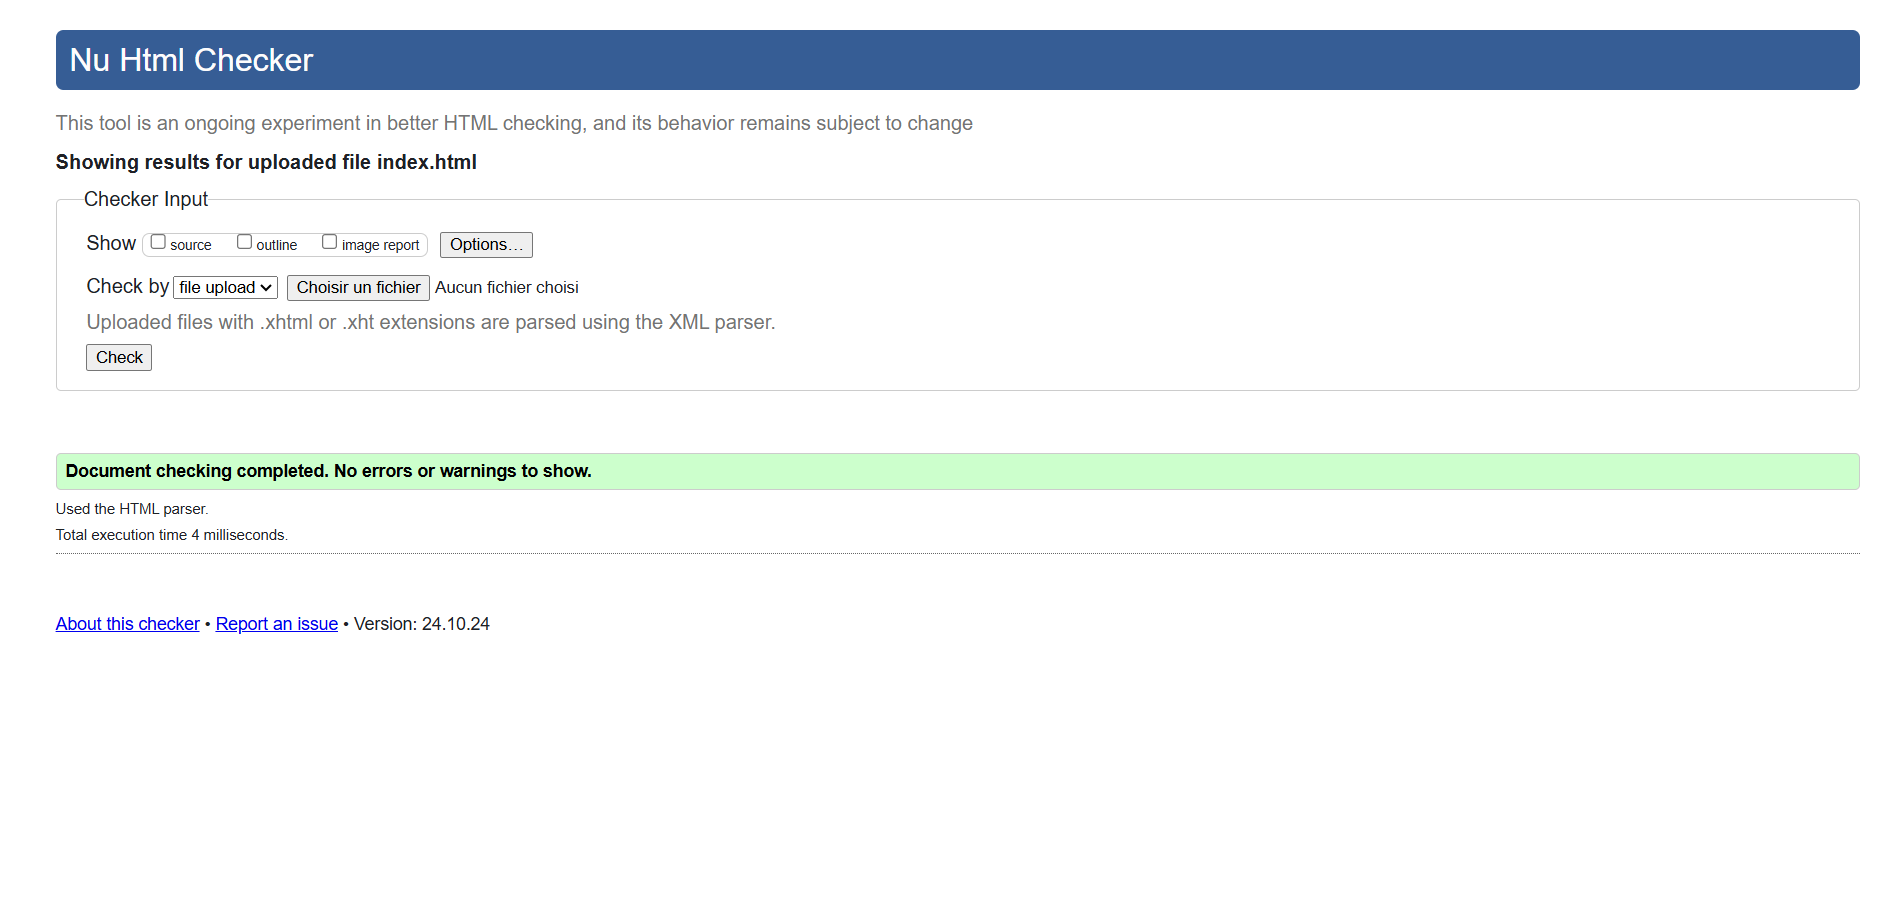 Nu Html Checker
This tool is an ongoing experiment in better HTML checking, and its behavior remains subject to change
Showing results for uploaded file index.html
Checker Input
Show source outline image report Options…
Check by file upload Choisir un fichier Aucun fichier choisi
Uploaded files with .xhtml or .xht extensions are parsed using the XML parser.
Check
Document checking completed. No errors or warnings to show.
Used the HTML parser.
Total execution time 4 milliseconds.
About this checker • Report an issue • Version: 24.10.24